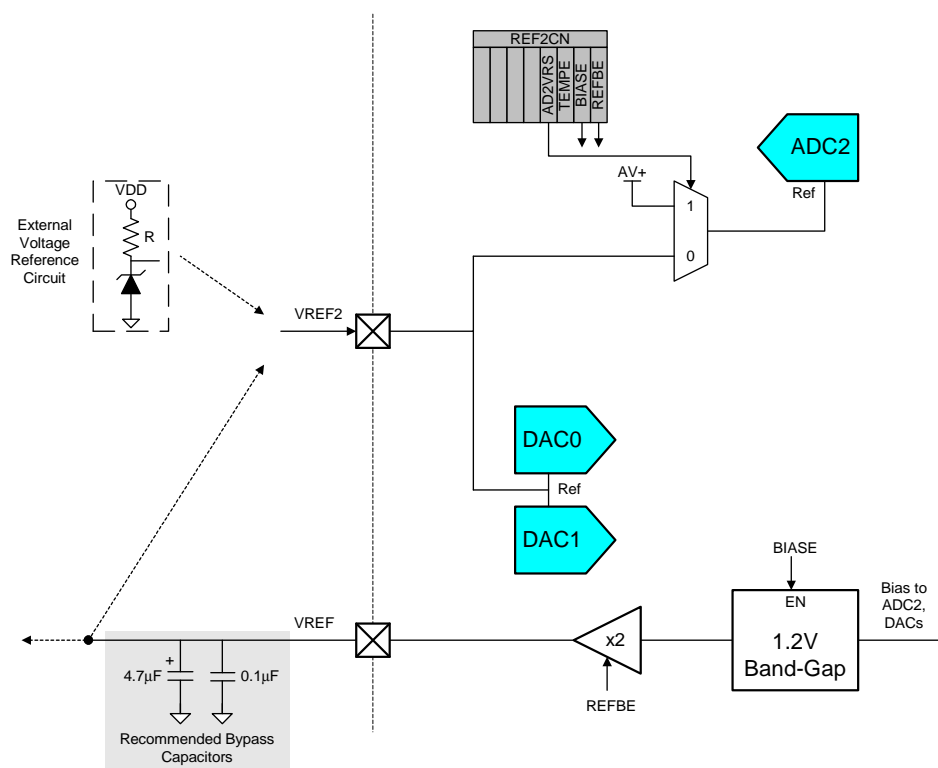 REF2CN
AD2VRS
TEMPE
BIASE
REFBE
ADC2
Ref
AV+
1
0
VDD
R
External
Voltage
Reference
Circuit
VREF2
DAC0
Ref
DAC1
BIASE
EN
1.2V
Band-Gap
Bias to
ADC2,
DACs
VREF
x2
REFBE
+
4.7µF
0.1µF
Recommended Bypass
Capacitors